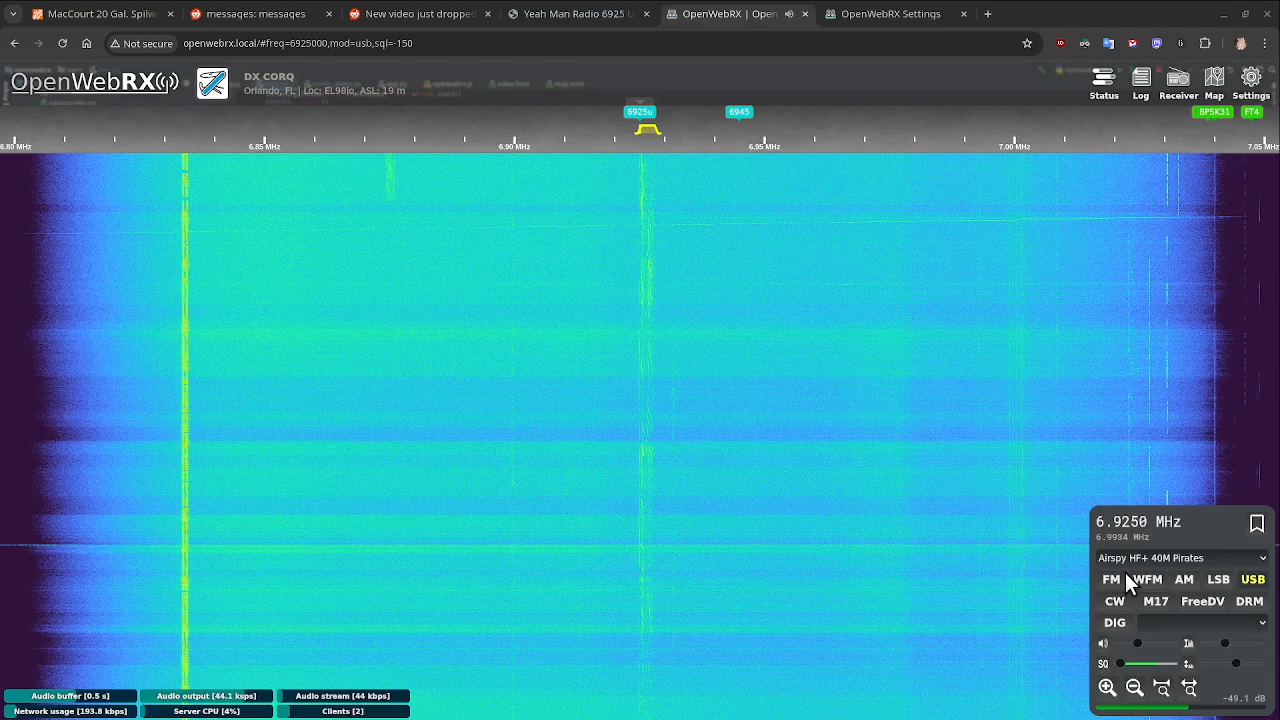 MacCourt 20 Gal. Spilw
messages: messages
New video just dropped
Yeah Man Radio 6925 U
OpenWebRX | Open
OpenWebRX Settings
Not secure
openwebrx.local/#freq=6925000,mod=usb,sql=-150
OpenWebRX
DX CORQ
Orlando, FL | Loc: EL98io, ASL: 19 m
Status
Log
Receiver
Map
Settings
6925u
6945
BPSK31
FT4
6.80 MHz
6.85 MHz
6.90 MHz
6.95 MHz
7.00 MHz
7.05 MHz
6.9250 MHz
6.9934 MHz
Airspy HF+ 40M Pirates
FM WFM AM LSB USB
CW M17 FreeDV DRM
DIG
SQ
-49.1 dB
Audio buffer [0.5 s]
Audio output [44.1 ksps]
Audio stream [44 kbps]
Network usage [193.8 kbps]
Server CPU [4%]
Clients [2]